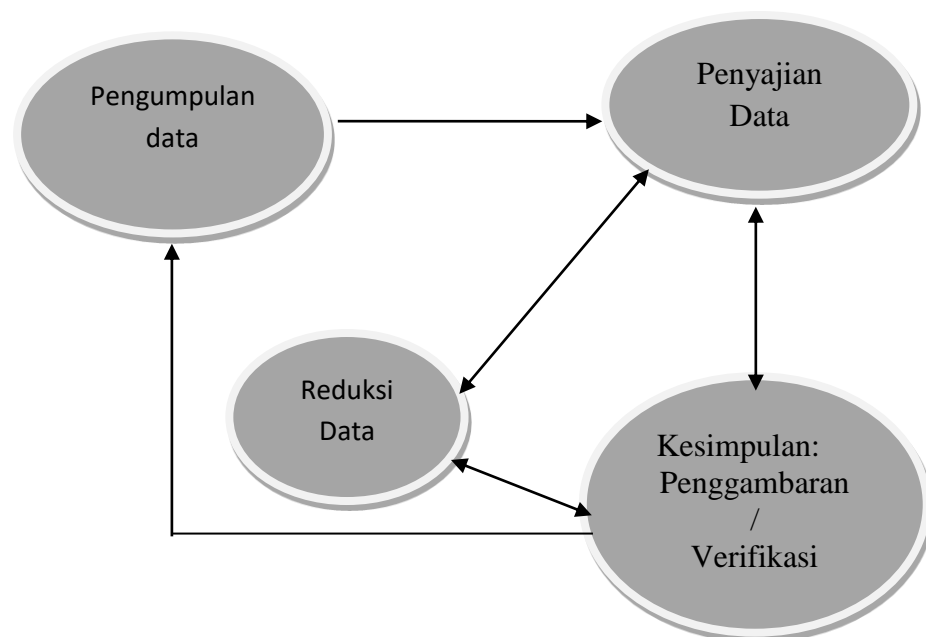 Pengumpulan
data
Penyajian
Data
Reduksi
Data
Kesimpulan:
Penggambaran
/
Verifikasi